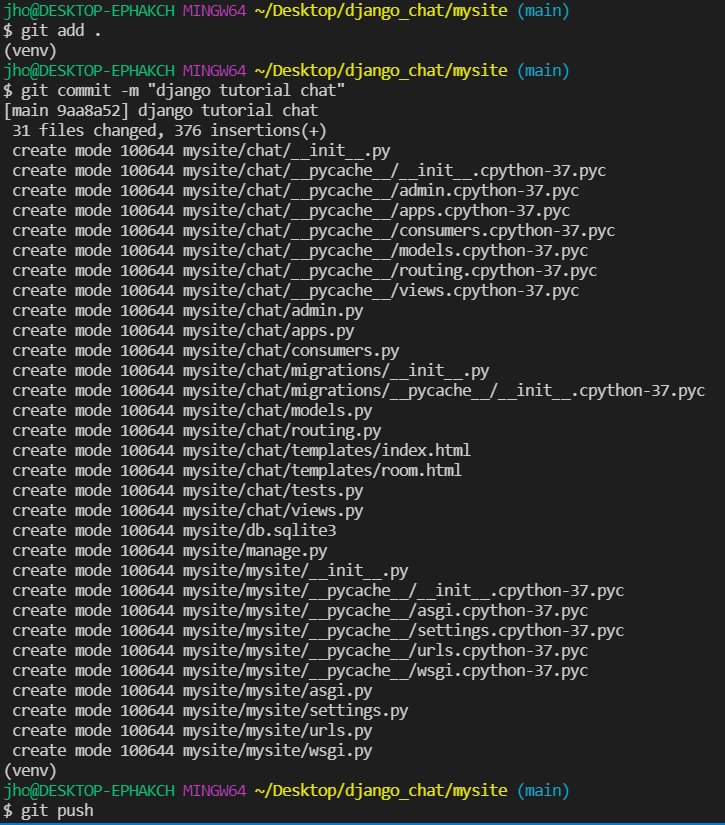 jho@DESKTOP-EPHAKCH MINGW64 ~/Desktop/django_chat/mysite (main)
$ git add .
(venv)
jho@DESKTOP-EPHAKCH MINGW64 ~/Desktop/django_chat/mysite (main)
$ git commit -m "django tutorial chat"
[main 9aa8a52] django tutorial chat
 31 files changed, 376 insertions(+)
 create mode 100644 mysite/chat/__init__.py
 create mode 100644 mysite/chat/__pycache__/__init__.cpython-37.pyc
 create mode 100644 mysite/chat/__pycache__/admin.cpython-37.pyc
 create mode 100644 mysite/chat/__pycache__/apps.cpython-37.pyc
 create mode 100644 mysite/chat/__pycache__/consumers.cpython-37.pyc
 create mode 100644 mysite/chat/__pycache__/models.cpython-37.pyc
 create mode 100644 mysite/chat/__pycache__/routing.cpython-37.pyc
 create mode 100644 mysite/chat/__pycache__/views.cpython-37.pyc
 create mode 100644 mysite/chat/admin.py
 create mode 100644 mysite/chat/apps.py
 create mode 100644 mysite/chat/consumers.py
 create mode 100644 mysite/chat/migrations/__init__.py
 create mode 100644 mysite/chat/migrations/__pycache__/__init__.cpython-37.pyc
 create mode 100644 mysite/chat/models.py
 create mode 100644 mysite/chat/routing.py
 create mode 100644 mysite/chat/templates/index.html
 create mode 100644 mysite/chat/templates/room.html
 create mode 100644 mysite/chat/tests.py
 create mode 100644 mysite/chat/views.py
 create mode 100644 mysite/db.sqlite3
 create mode 100644 mysite/manage.py
 create mode 100644 mysite/mysite/__init__.py
 create mode 100644 mysite/mysite/__pycache__/__init__.cpython-37.pyc
 create mode 100644 mysite/mysite/__pycache__/asgi.cpython-37.pyc
 create mode 100644 mysite/mysite/__pycache__/settings.cpython-37.pyc
 create mode 100644 mysite/mysite/__pycache__/urls.cpython-37.pyc
 create mode 100644 mysite/mysite/__pycache__/wsgi.cpython-37.pyc
 create mode 100644 mysite/mysite/asgi.py
 create mode 100644 mysite/mysite/settings.py
 create mode 100644 mysite/mysite/urls.py
 create mode 100644 mysite/mysite/wsgi.py
(venv)
jho@DESKTOP-EPHAKCH MINGW64 ~/Desktop/django_chat/mysite (main)
$ git push